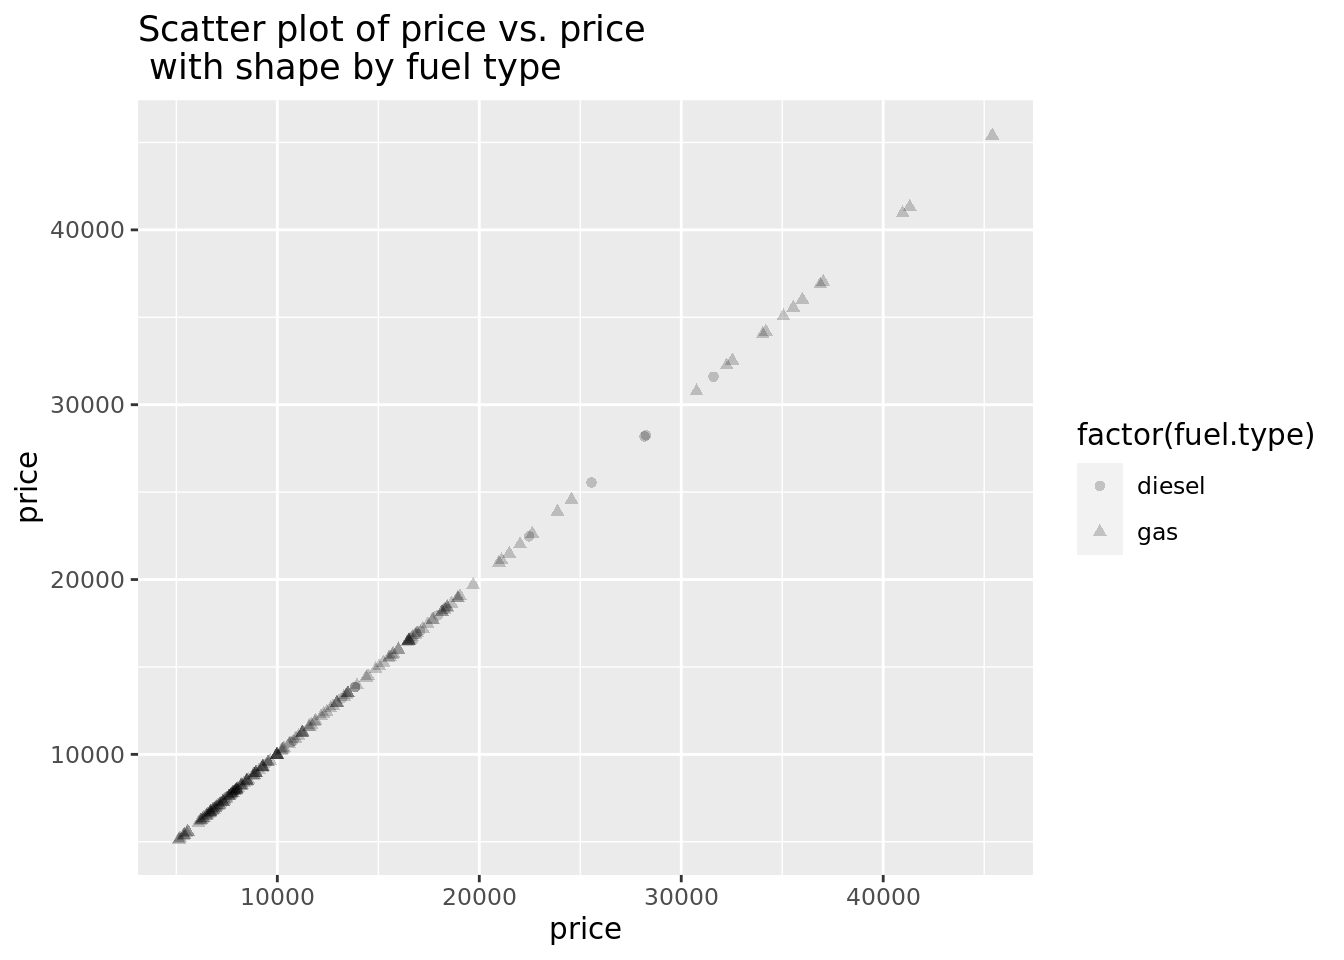 Scatter plot of price vs. price
with shape by fuel type
40000
30000
20000
10000
price
10000 20000 30000 40000
price
factor(fuel.type)
diesel
gas